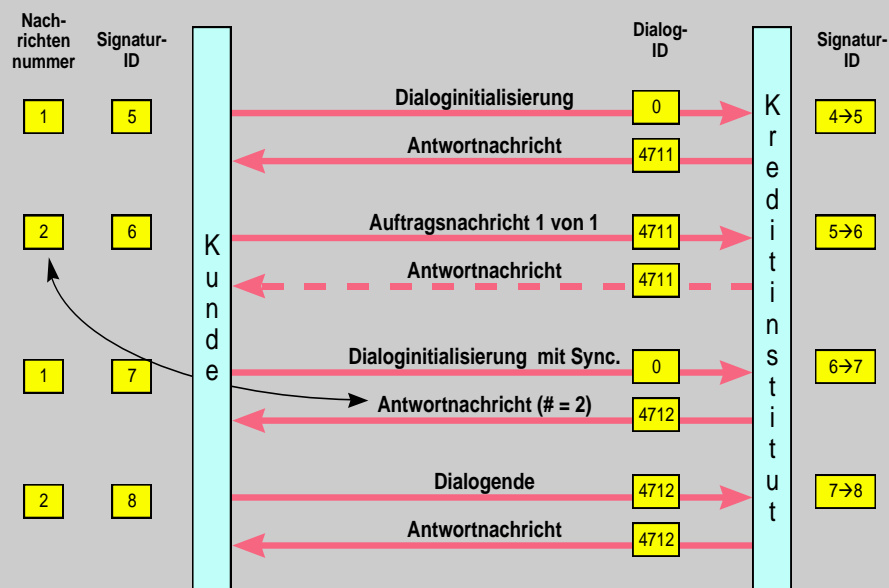 Nach-
richten
nummer
Signatur-
ID
Dialog-
ID
Signatur-
ID
Kunde
Kreditinstitut
1
5
Dialoginitialisierung
0
4→5
Antwortnachricht
4711
2
6
Auftragsnachricht 1 von 1
4711
5→6
Antwortnachricht
4711
1
7
Dialoginitialisierung mit Sync.
0
6→7
Antwortnachricht (# = 2)
4712
2
8
Dialogende
4712
7→8
Antwortnachricht
4712